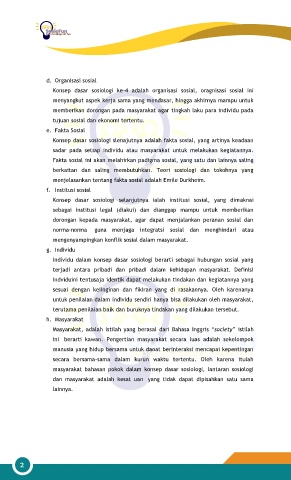 d. Organisasi sosial
Konsep dasar sosiologi ke-4 adalah organisasi sosial, oragnisasi sosial ini
menyangkut aspek kerja sama yang mendasar, hingga akhirnya mampu untuk
memberikan dorongan pada masyarakat agar tingkah laku para individu pada
tujuan sosial dan ekonomi tertentu.
e. Fakta Sosial
Konsep dasar sosiologi slenajutnya adalah fakta sosial, yang artinya keadaan
sadar pada setiap individu atau masyarakat untuk melakukan kegiatannya.
Fakta sosial ini akan melahirkan padigma sosial, yang satu dan lainnya saling
berkaitan dan saling membutuhkan. Teori sosiologi dan tokohnya yang
menjelasankan tentang fakta sosial adalah Emile Durkheim.
f. Institusi sosial
Konsep dasar sosiologi selanjutnya ialah isntusi sosial, yang dimaknai
sebagai institusi legal (diakui) dan dianggap mampu untuk memberikan
dorongan kepada masyarakat, agar dapat menjalankan peranan sosial dan
norma-norma guna menjaga integrasi sosial dan menghindari atau
mengenyampingkan konflik sosial dalam masyarakat.
g. Individu
Individu dalam konsep dasar sosiologi berarti sebagai hubungan sosial yang
terjadi antara pribadi dan pribadi dalam kehidupan masyarakat. Definisi
individuini tentusaja identik dapat melakukan tindakan dan kegiatannya yang
sesuai dengan keiinginan dan fikiran yang di rasakannya. Oleh karenanya
untuk penilaian dalam individu sendiri hanya bisa dilakukan oleh masyarakat,
terutama penilaian baik dan buruknya tindakan yang dilakukan tersebut.
h. Masyarakat
Masyarakat, adalah istilah yang berasal dari Bahasa Inggris “society” istilah
ini berarti kawan. Pengertian masyarakat secara luas adalah sekelompok
manusia yang hidup bersama untuk dapat berinteraksi mencapai kepentingan
secara bersama-sama dalam kurun waktu tertentu. Oleh karena itulah
masyarakat bahasan pokok dalam konsep dasar sosiologi, lantaran sosiologi
dan masyarakat adalah kesat uan yang tidak dapat dipisahkan satu sama
lainnya.
2